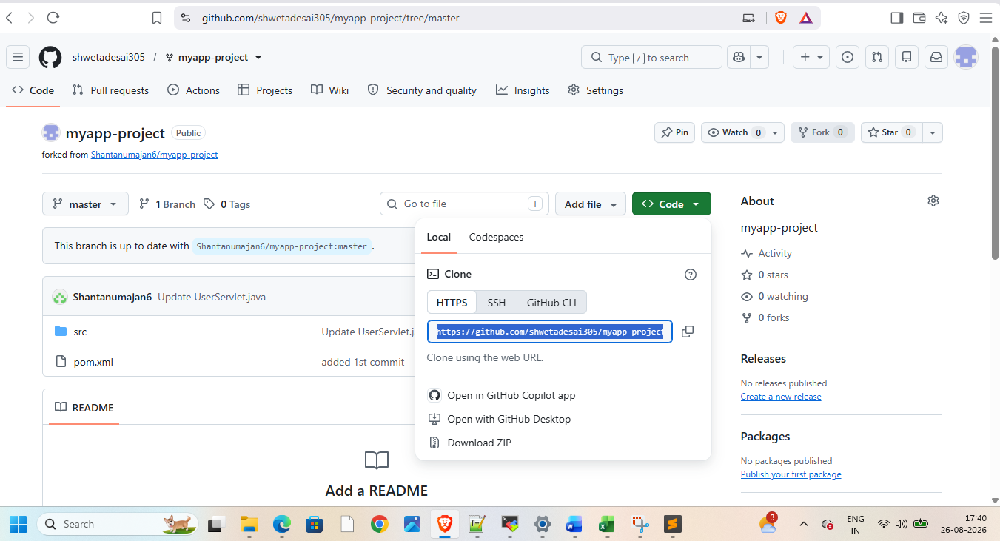 github.com/shwetadesai305/myapp-project/tree/master
shwetadesai305 / myapp-project
Type / to search
Code Pull requests Actions Projects Wiki Security and quality Insights Settings
myapp-project Public
Pin Watch 0 Fork 0 Star 0
forked from Shantanumajan6/myapp-project
master 1 Branch 0 Tags
Go to file T Add file Code
This branch is up to date with Shantanumajan6/myapp-project:master .
Shantanumajan6 Update UserServlet.java
src Update UserServlet.ja
pom.xml added 1st commit
README
Add a README
Local Codespaces
Clone
HTTPS SSH GitHub CLI
https://github.com/shwetadesai305/myapp-project
Clone using the web URL.
Open in GitHub Copilot app
Open with GitHub Desktop
Download ZIP
About
myapp-project
Activity
0 stars
0 watching
0 forks
Releases
No releases published
Create a new release
Packages
No packages published
Publish your first package
Search
3
ENG
IN
17:40
26-08-2026